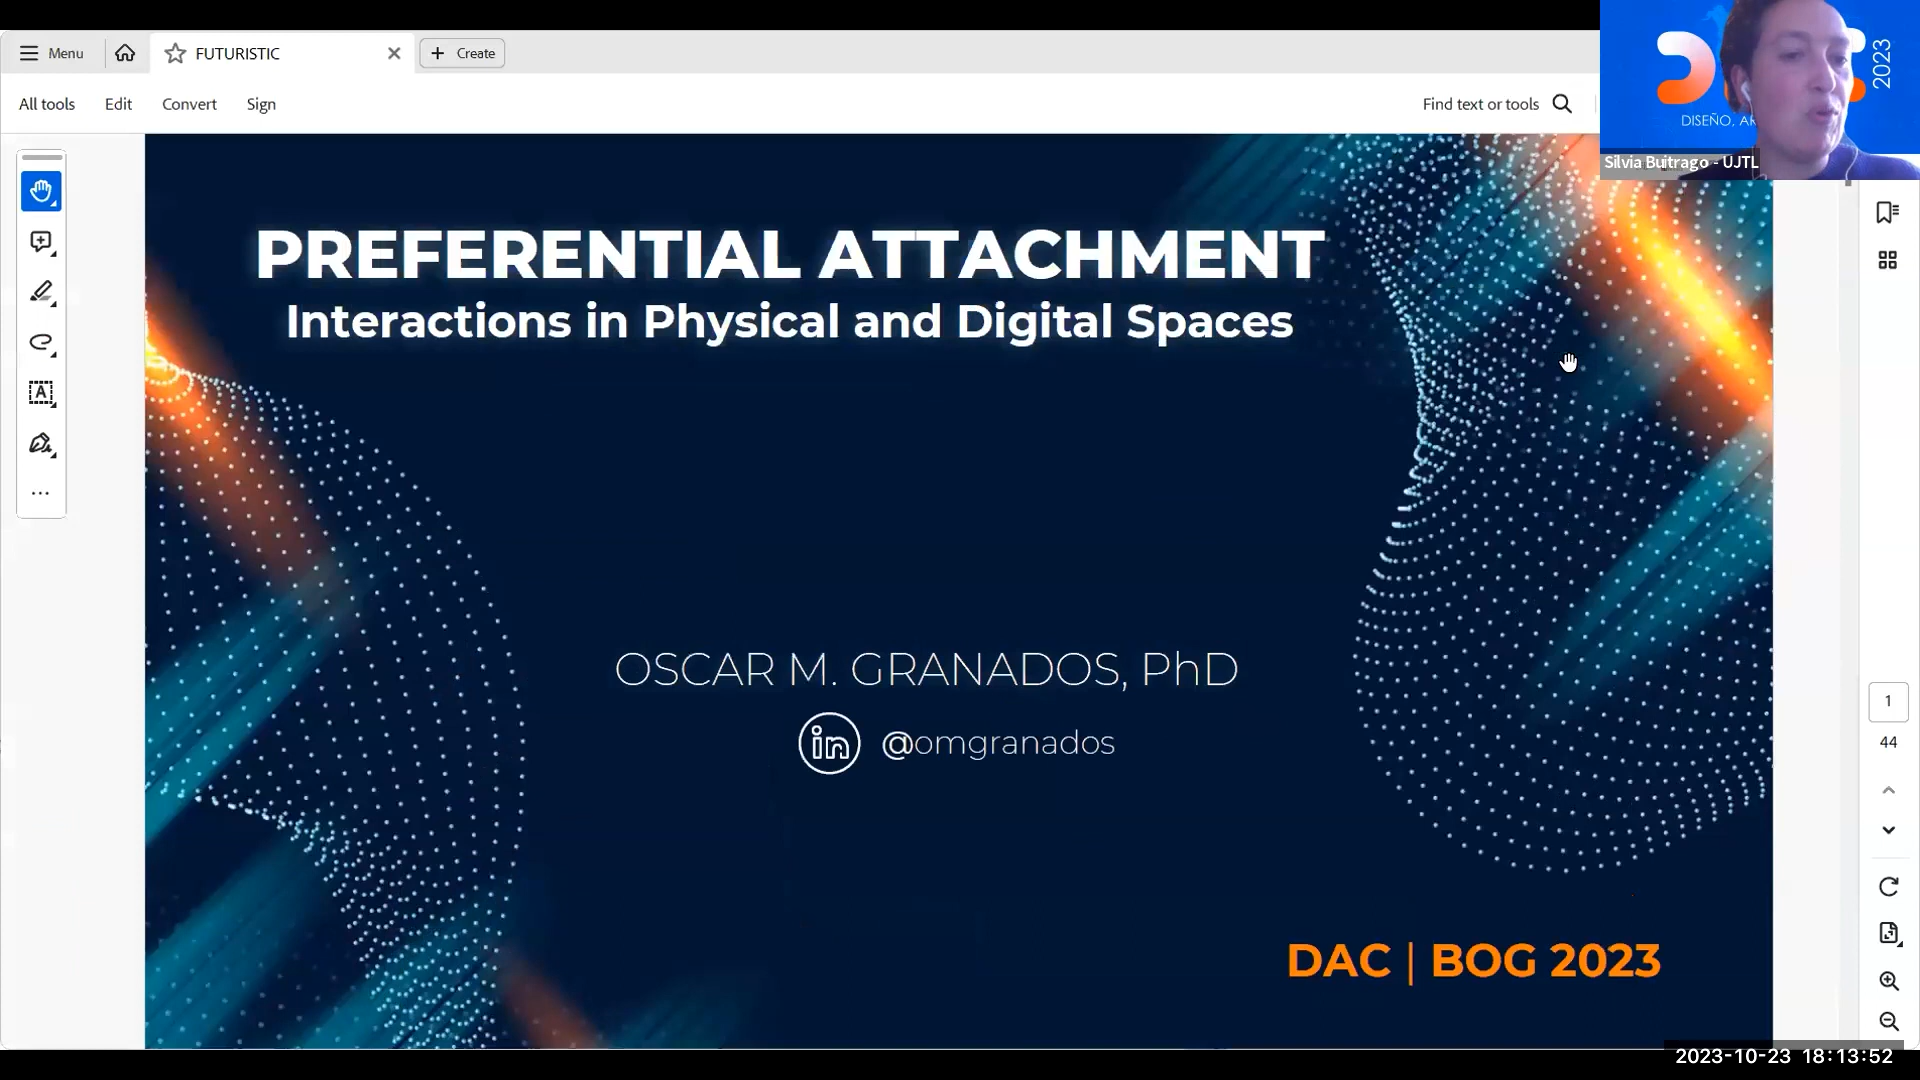 Menu
FUTURISTIC
Create
All tools
Edit
Convert
Sign
Find text or tools
2023
DISEÑO, AR
Silvia Buitrago - UJTL
PREFERENTIAL ATTACHMENT
Interactions in Physical and Digital Spaces
OSCAR M. GRANADOS, PhD
in @omgranados
DAC | BOG 2023
1
44
2023-10-23 18:13:52